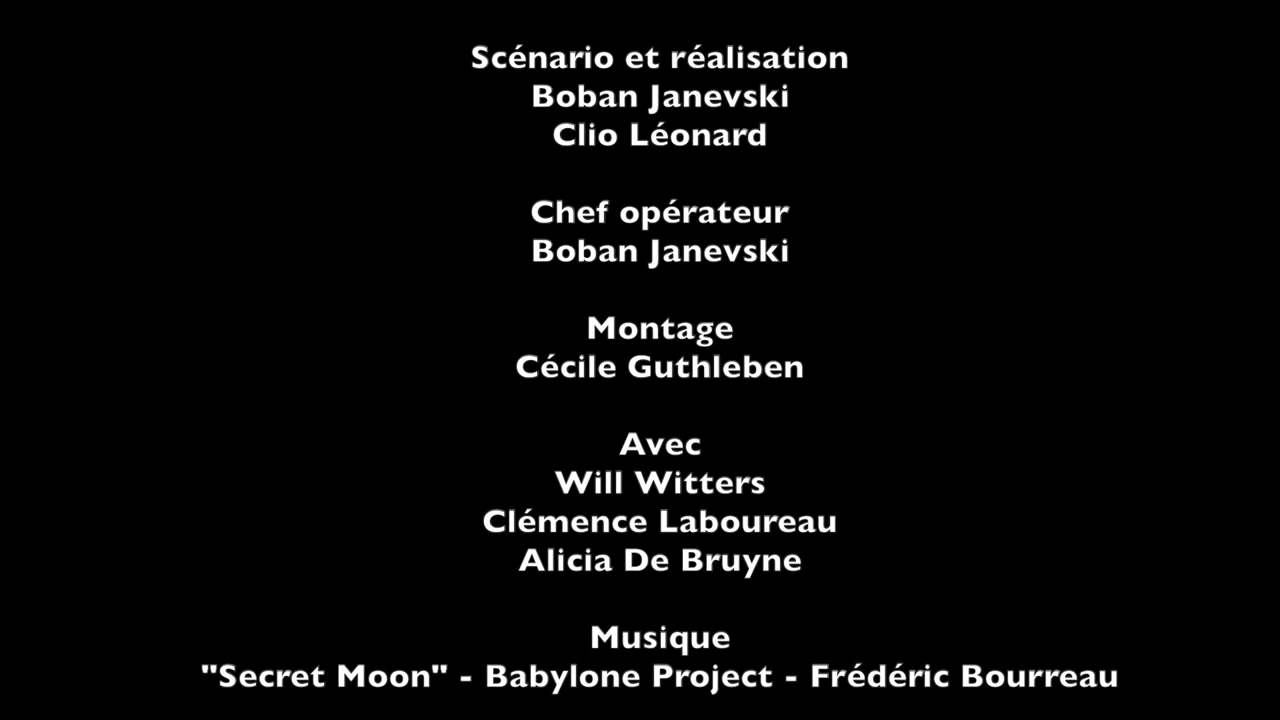 Scénario et réalisation
Boban Janevski
Clio Léonard
Chef opérateur
Boban Janevski
Montage
Cécile Guthleben
Avec
Will Witters
Clémence Laboureau
Alicia De Bruyne
Musique
"Secret Moon" - Babylone Project - Frédéric Bourreau